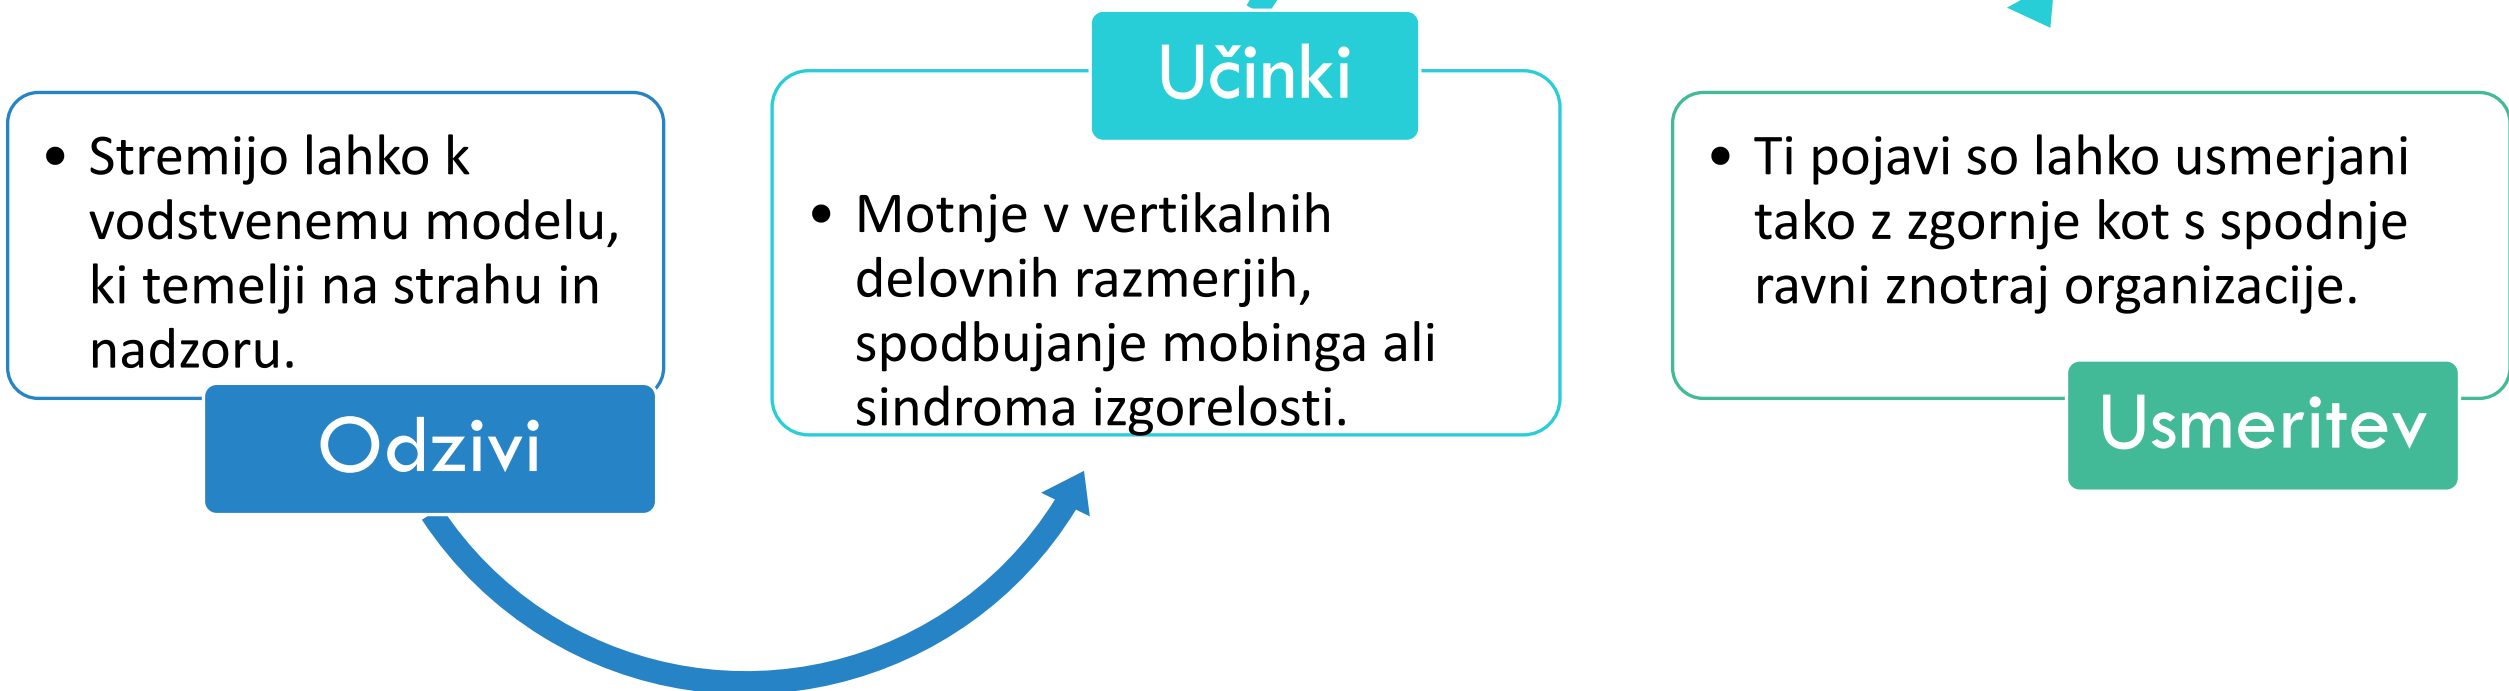 • Stremijo lahko k
vodstvenemu modelu,
ki temelji na strahu in
nadzoru.
Odzivi
Učinki
• Motnje v vertikalnih
delovnih razmerjih,
spodbujanje mobinga ali
sindroma izgorelosti.
• Ti pojavi so lahko usmerjani
tako z zgornje kot s spodnje
ravni znotraj organizacije.
Usmeritev